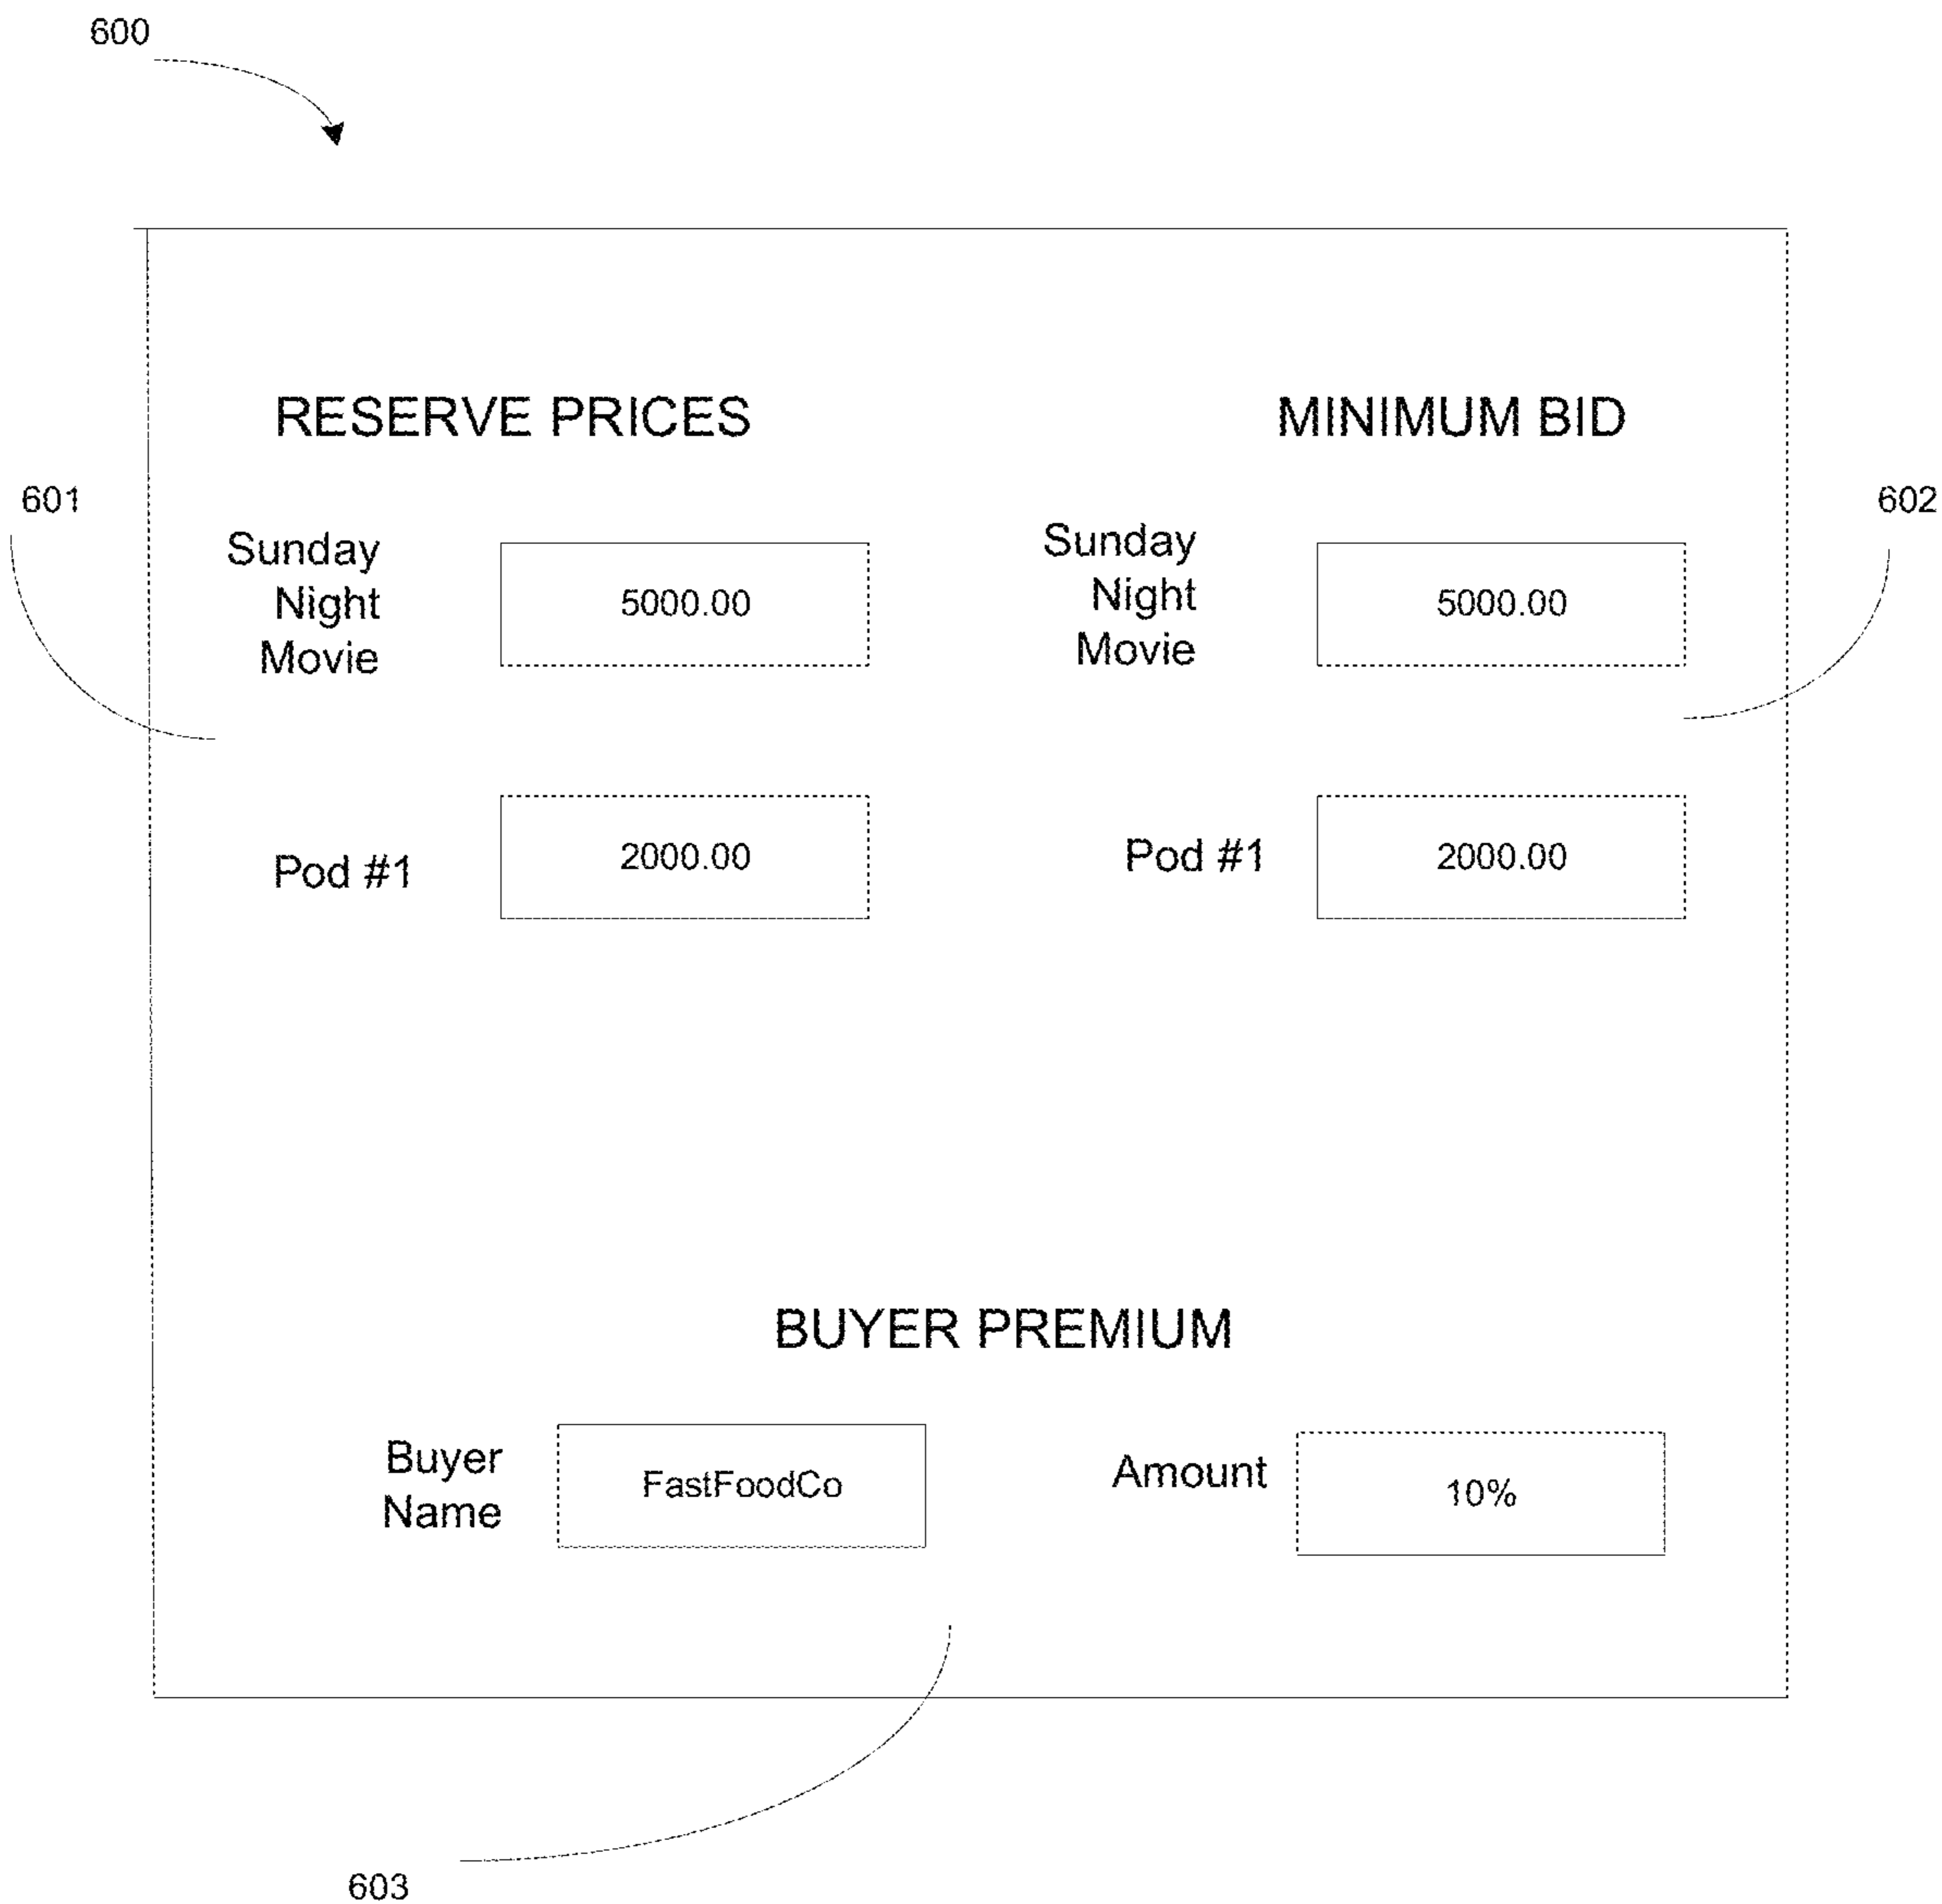 600
RESERVE PRICES
MINIMUM BID
601
602
Sunday
Night
Movie
5000.00
Sunday
Night
Movie
5000.00
Pod #1
2000.00
Pod #1
2000.00
BUYER PREMIUM
Buyer
Name
FastFoodCo
Amount
10%
603